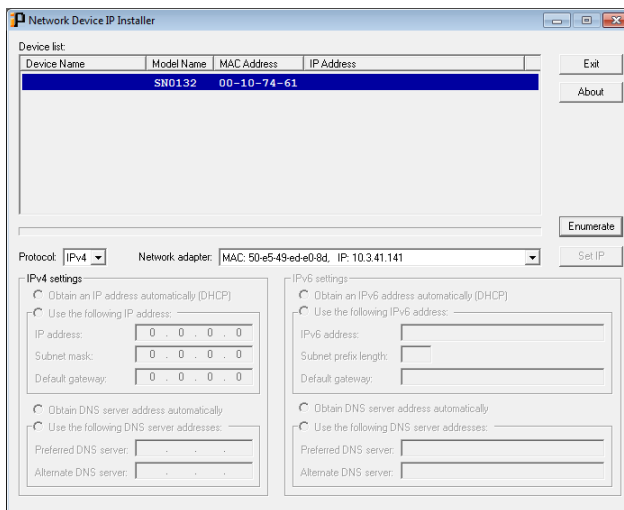 Network Device IP Installer
Device list:
Device Name Model Name MAC Address IP Address
SN0132 00-10-74-61
Exit
About
Enumerate
Protocol: IPv4 Network adapter: MAC: 50-e5-49-ed-e0-8d, IP: 10.3.41.141 Set IP
IPv4 settings
Obtain an IP address automatically (DHCP)
Use the following IP address:
IP address: 0 . 0 . 0 . 0
Subnet mask: 0 . 0 . 0 . 0
Default gateway: 0 . 0 . 0 . 0
Obtain DNS server address automatically
Use the following DNS server addresses:
Preferred DNS server: . . .
Alternate DNS server: . . .
IPv6 settings
Obtain an IPv6 address automatically (DHCP)
Use the following IPv6 address:
IPv6 address:
Subnet prefix length:
Default gateway:
Obtain DNS server address automatically
Use the following DNS server addresses:
Preferred DNS server:
Alternate DNS server: